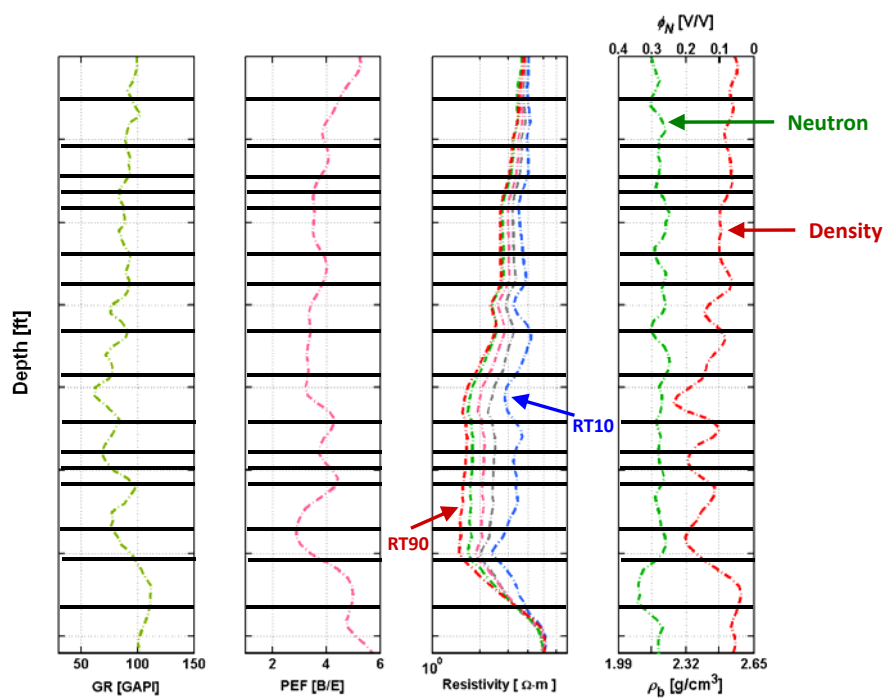 ϕN [V/V]
0.4 0.3 0.2 0.1 0
Neutron
Density
Depth [ft]
RT10
RT90
50 100 150 2 4 6 10⁰ 1.99 2.32 2.65
GR [GAPI] PEF [B/E] Resistivity [ Ω·m ] ρb [g/cm³]